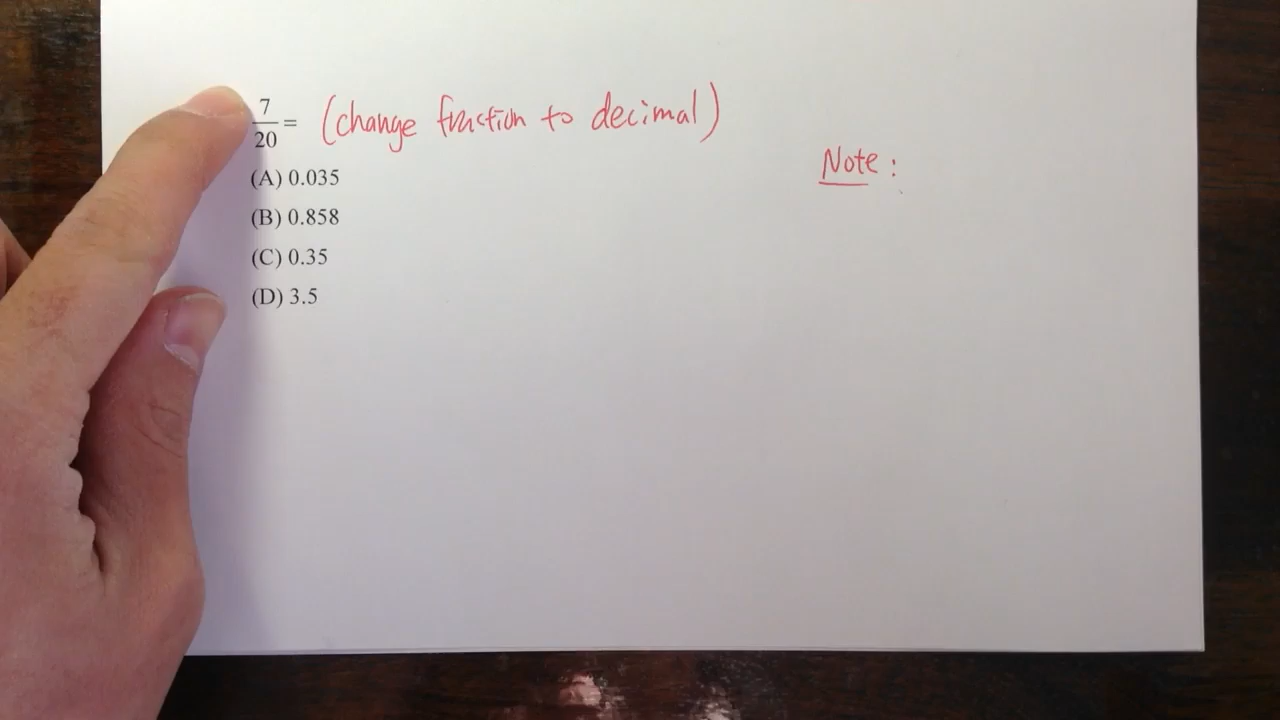 7/20 = (change fraction to decimal)
Note:
(A) 0.035
(B) 0.858
(C) 0.35
(D) 3.5